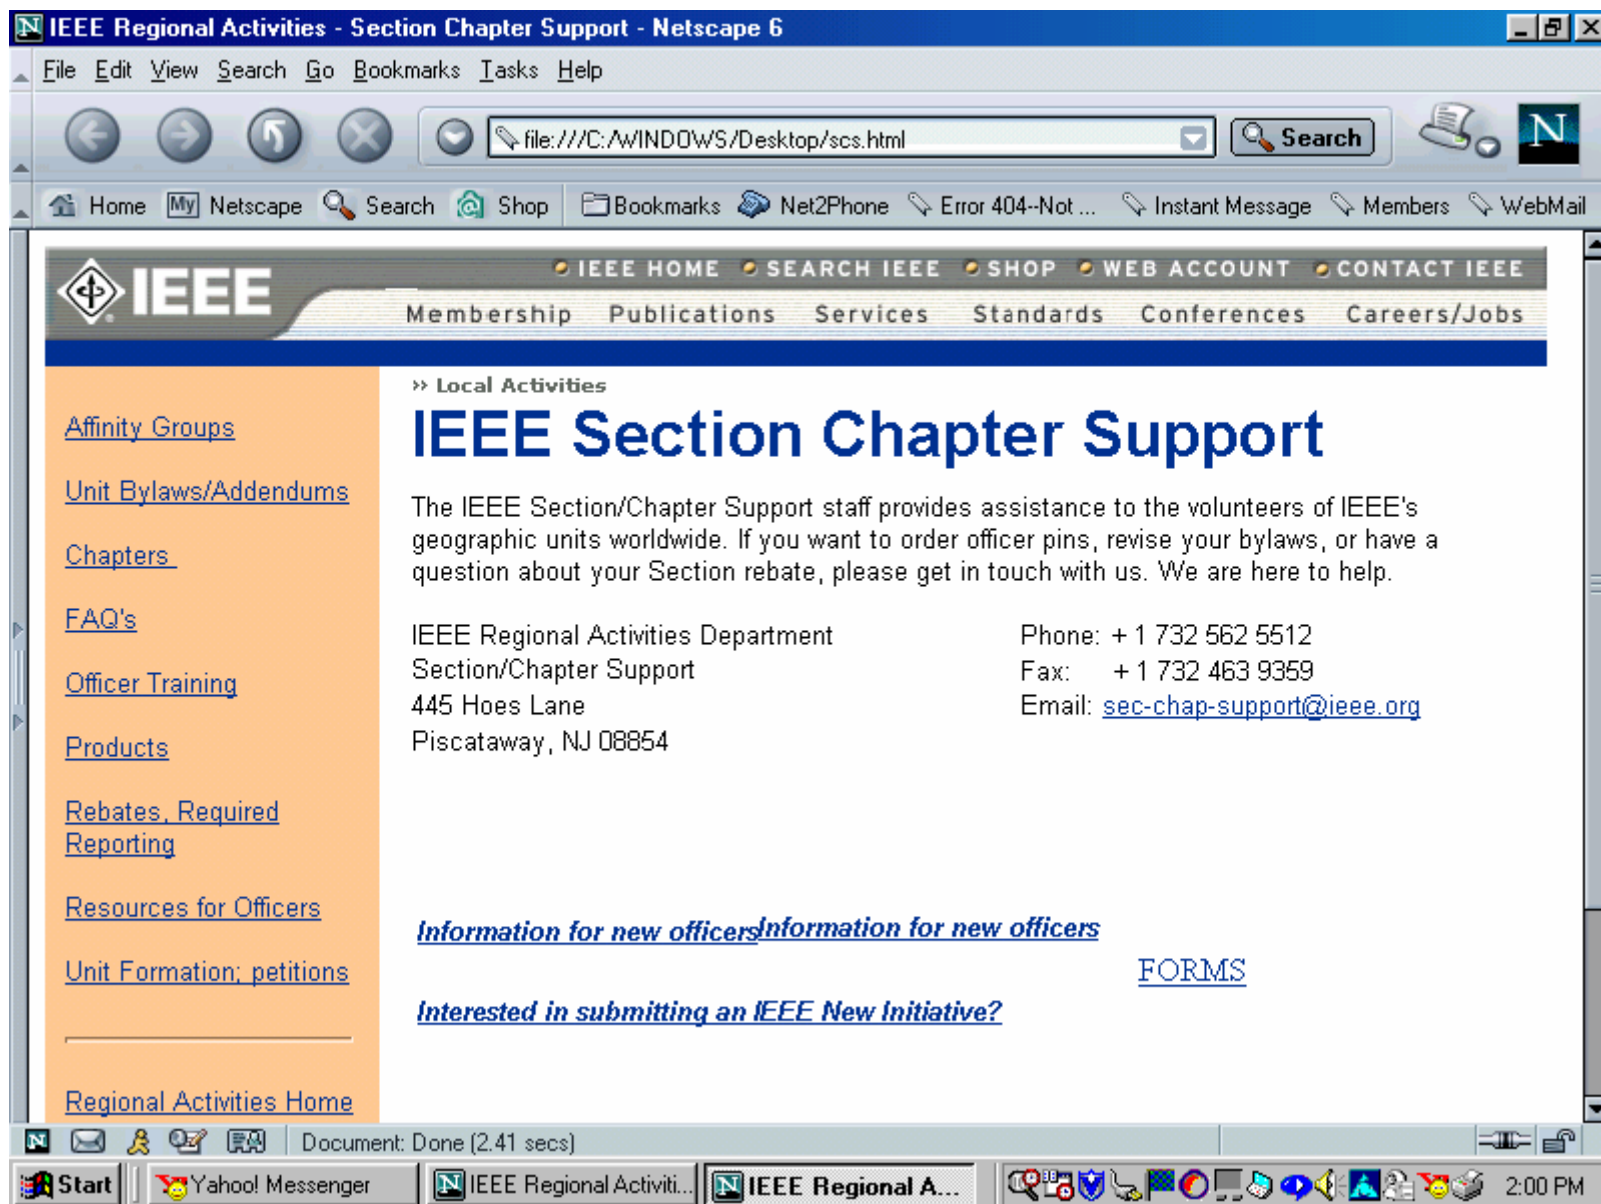 IEEE Regional Activities - Section Chapter Support - Netscape 6
File Edit View Search Go Bookmarks Tasks Help
file:///C:/WINDOWS/Desktop/scs.html Search N
Home My Netscape Search Shop Bookmarks Net2Phone Error 404--Not ... Instant Message Members WebMail
IEEE
IEEE HOME SEARCH IEEE SHOP WEB ACCOUNT CONTACT IEEE
Membership Publications Services Standards Conferences Careers/Jobs
Affinity Groups
Unit Bylaws/Addendums
Chapters
FAQ's
Officer Training
Products
Rebates, Required
Reporting
Resources for Officers
Unit Formation; petitions
Regional Activities Home
›› Local Activities
IEEE Section Chapter Support
The IEEE Section/Chapter Support staff provides assistance to the volunteers of IEEE's
geographic units worldwide. If you want to order officer pins, revise your bylaws, or have a
question about your Section rebate, please get in touch with us. We are here to help.
IEEE Regional Activities Department
Section/Chapter Support
445 Hoes Lane
Piscataway, NJ 08854
Phone: + 1 732 562 5512
Fax: + 1 732 463 9359
Email: sec-chap-support@ieee.org
Information for new officers Information for new officers
FORMS
Interested in submitting an IEEE New Initiative?
Document: Done (2.41 secs)
Start Yahoo! Messenger IEEE Regional Activiti... IEEE Regional A... 2:00 PM